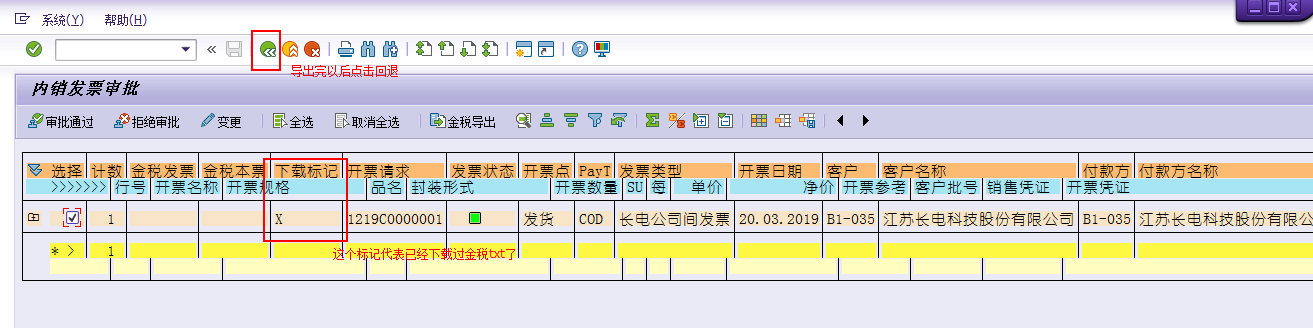 系统(Y) 帮助(H)
导出完以后点击回退
内销发票审批
审批通过 拒绝审批 变更 全选 取消全选 金税导出
选择 计数 金税发票 金税本票 下载标记 开票请求 发票状态 开票点 PayT 发票类型 开票日期 客户 客户名称 付款方 付款方名称
>>>>>>> 行号 开票名称 开票规格 品名 封装形式 开票数量 SU 每 单价 净价 开票参考 客户批号 销售凭证 开票凭证
1 X 1219C0000001 发货 COD 长电公司间发票 20.03.2019 B1-035 江苏长电科技股份有限公司 B1-035 江苏长电科技股份有限公司
* > 1
这个标记代表已经下载过金税txt了